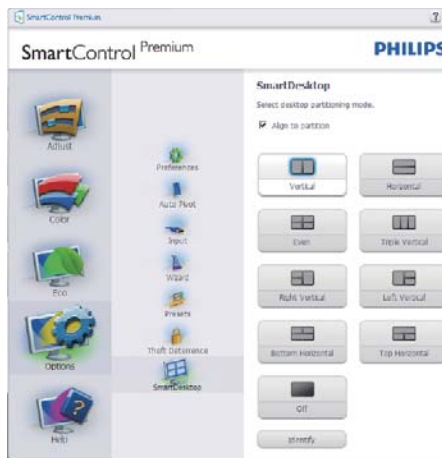 SmartControl Premium
?
SmartControl Premium
PHILIPS
Adjust
Color
Eco
Options
Help
Preferences
Auto Pivot
Input
Wizard
Presets
Theft Deterrence
SmartDesktop
SmartDesktop
Select desktop partitioning mode.
Align to partition
Vertical
Horizontal
Even
Triple Vertical
Right Vertical
Left Vertical
Bottom Horizontal
Top Horizontal
Off
Identify